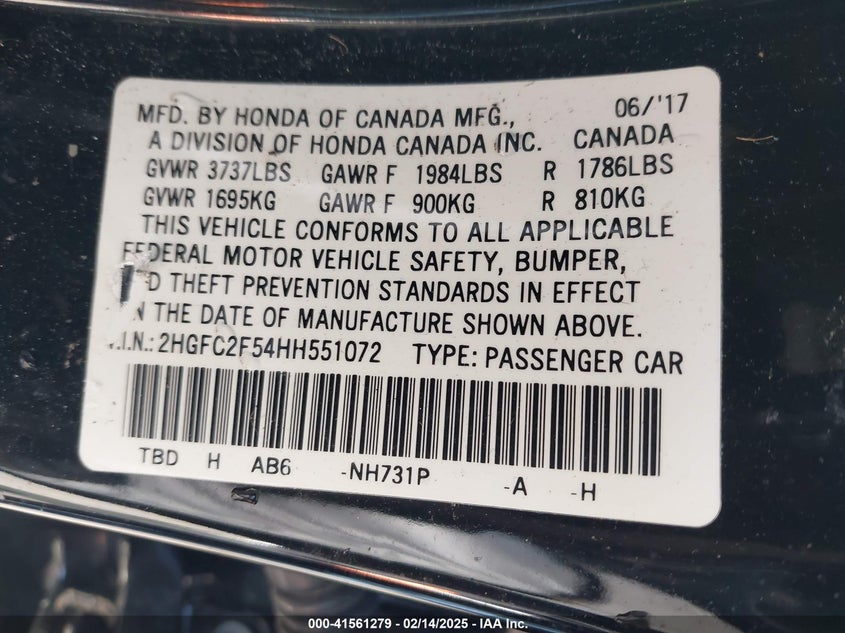 MFD. BY HONDA OF CANADA MFG., 06/'17
A DIVISION OF HONDA CANADA INC. CANADA
GVWR 3737LBS GAWR F 1984LBS R 1786LBS
GVWR 1695KG GAWR F 900KG R 810KG
THIS VEHICLE CONFORMS TO ALL APPLICABLE
FEDERAL MOTOR VEHICLE SAFETY, BUMPER,
D THEFT PREVENTION STANDARDS IN EFFECT
N THE DATE OF MANUFACTURE SHOWN ABOVE.
.I.N.: 2HGFC2F54HH551072 TYPE: PASSENGER CAR
TBD H AB6 -NH731P -A -H
000-41561279 - 02/14/2025 - IAA Inc.